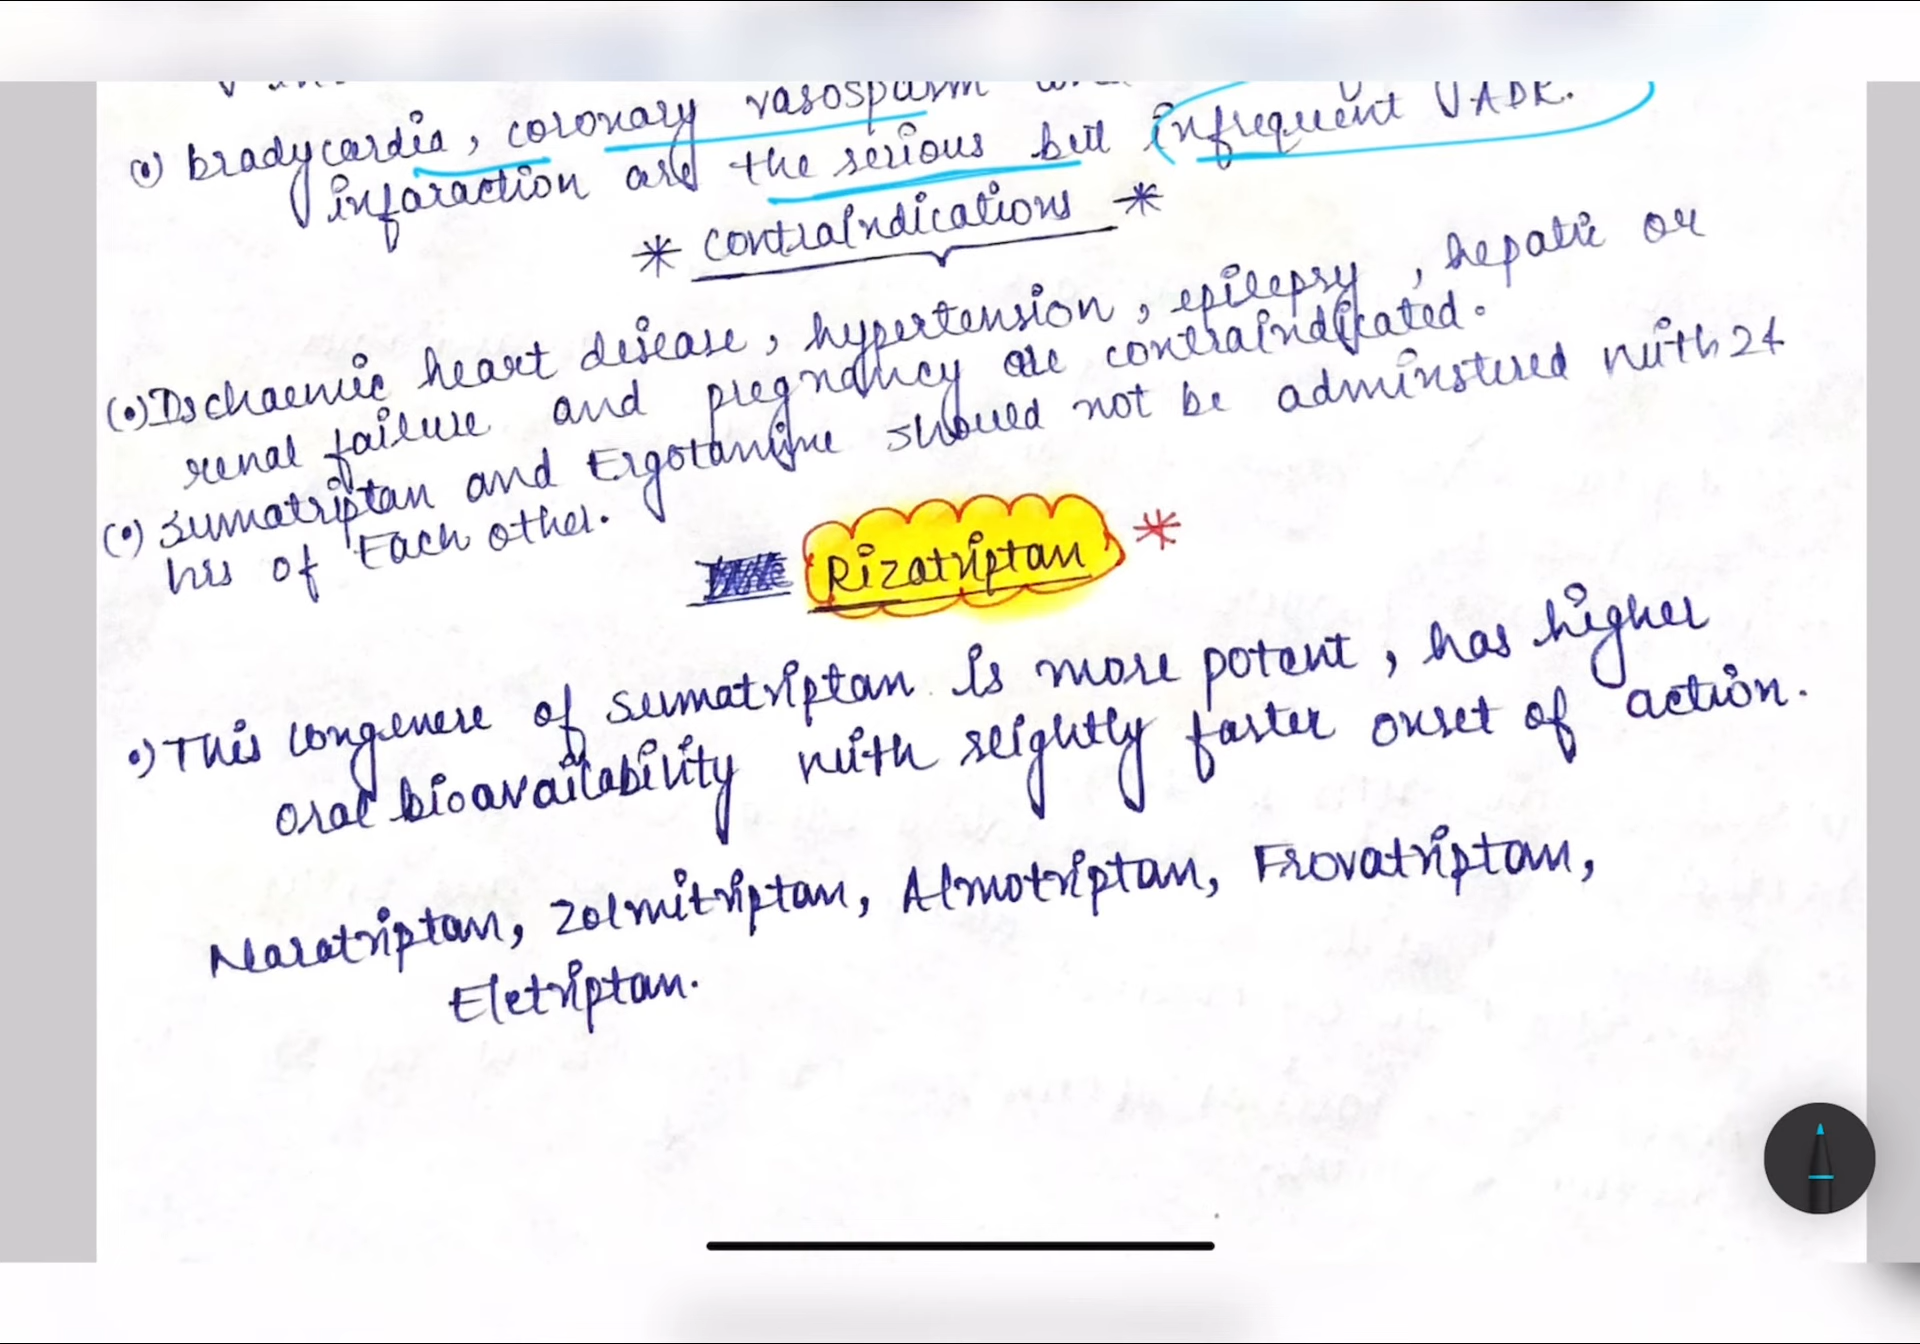 (•) bradycardia, coronary vasospasm
infaraction are the serious but infrequent ADR.
* contraIndications *
(•) Ischaemic heart disease, hypertension, epilepsy, hepatic or
renal failure and pregnancy are contraindicated.
(•) Sumatriptan and Ergotamine should not be adminstered with 24
hrs of Each other.
Rizatriptan *
•) This congenere of sumatriptan is more potent, has higher
oral bioavailability with slightly faster onset of action.
Naratriptan, Zolmitriptan, Almotriptan, Frovatriptan,
Eletriptan.